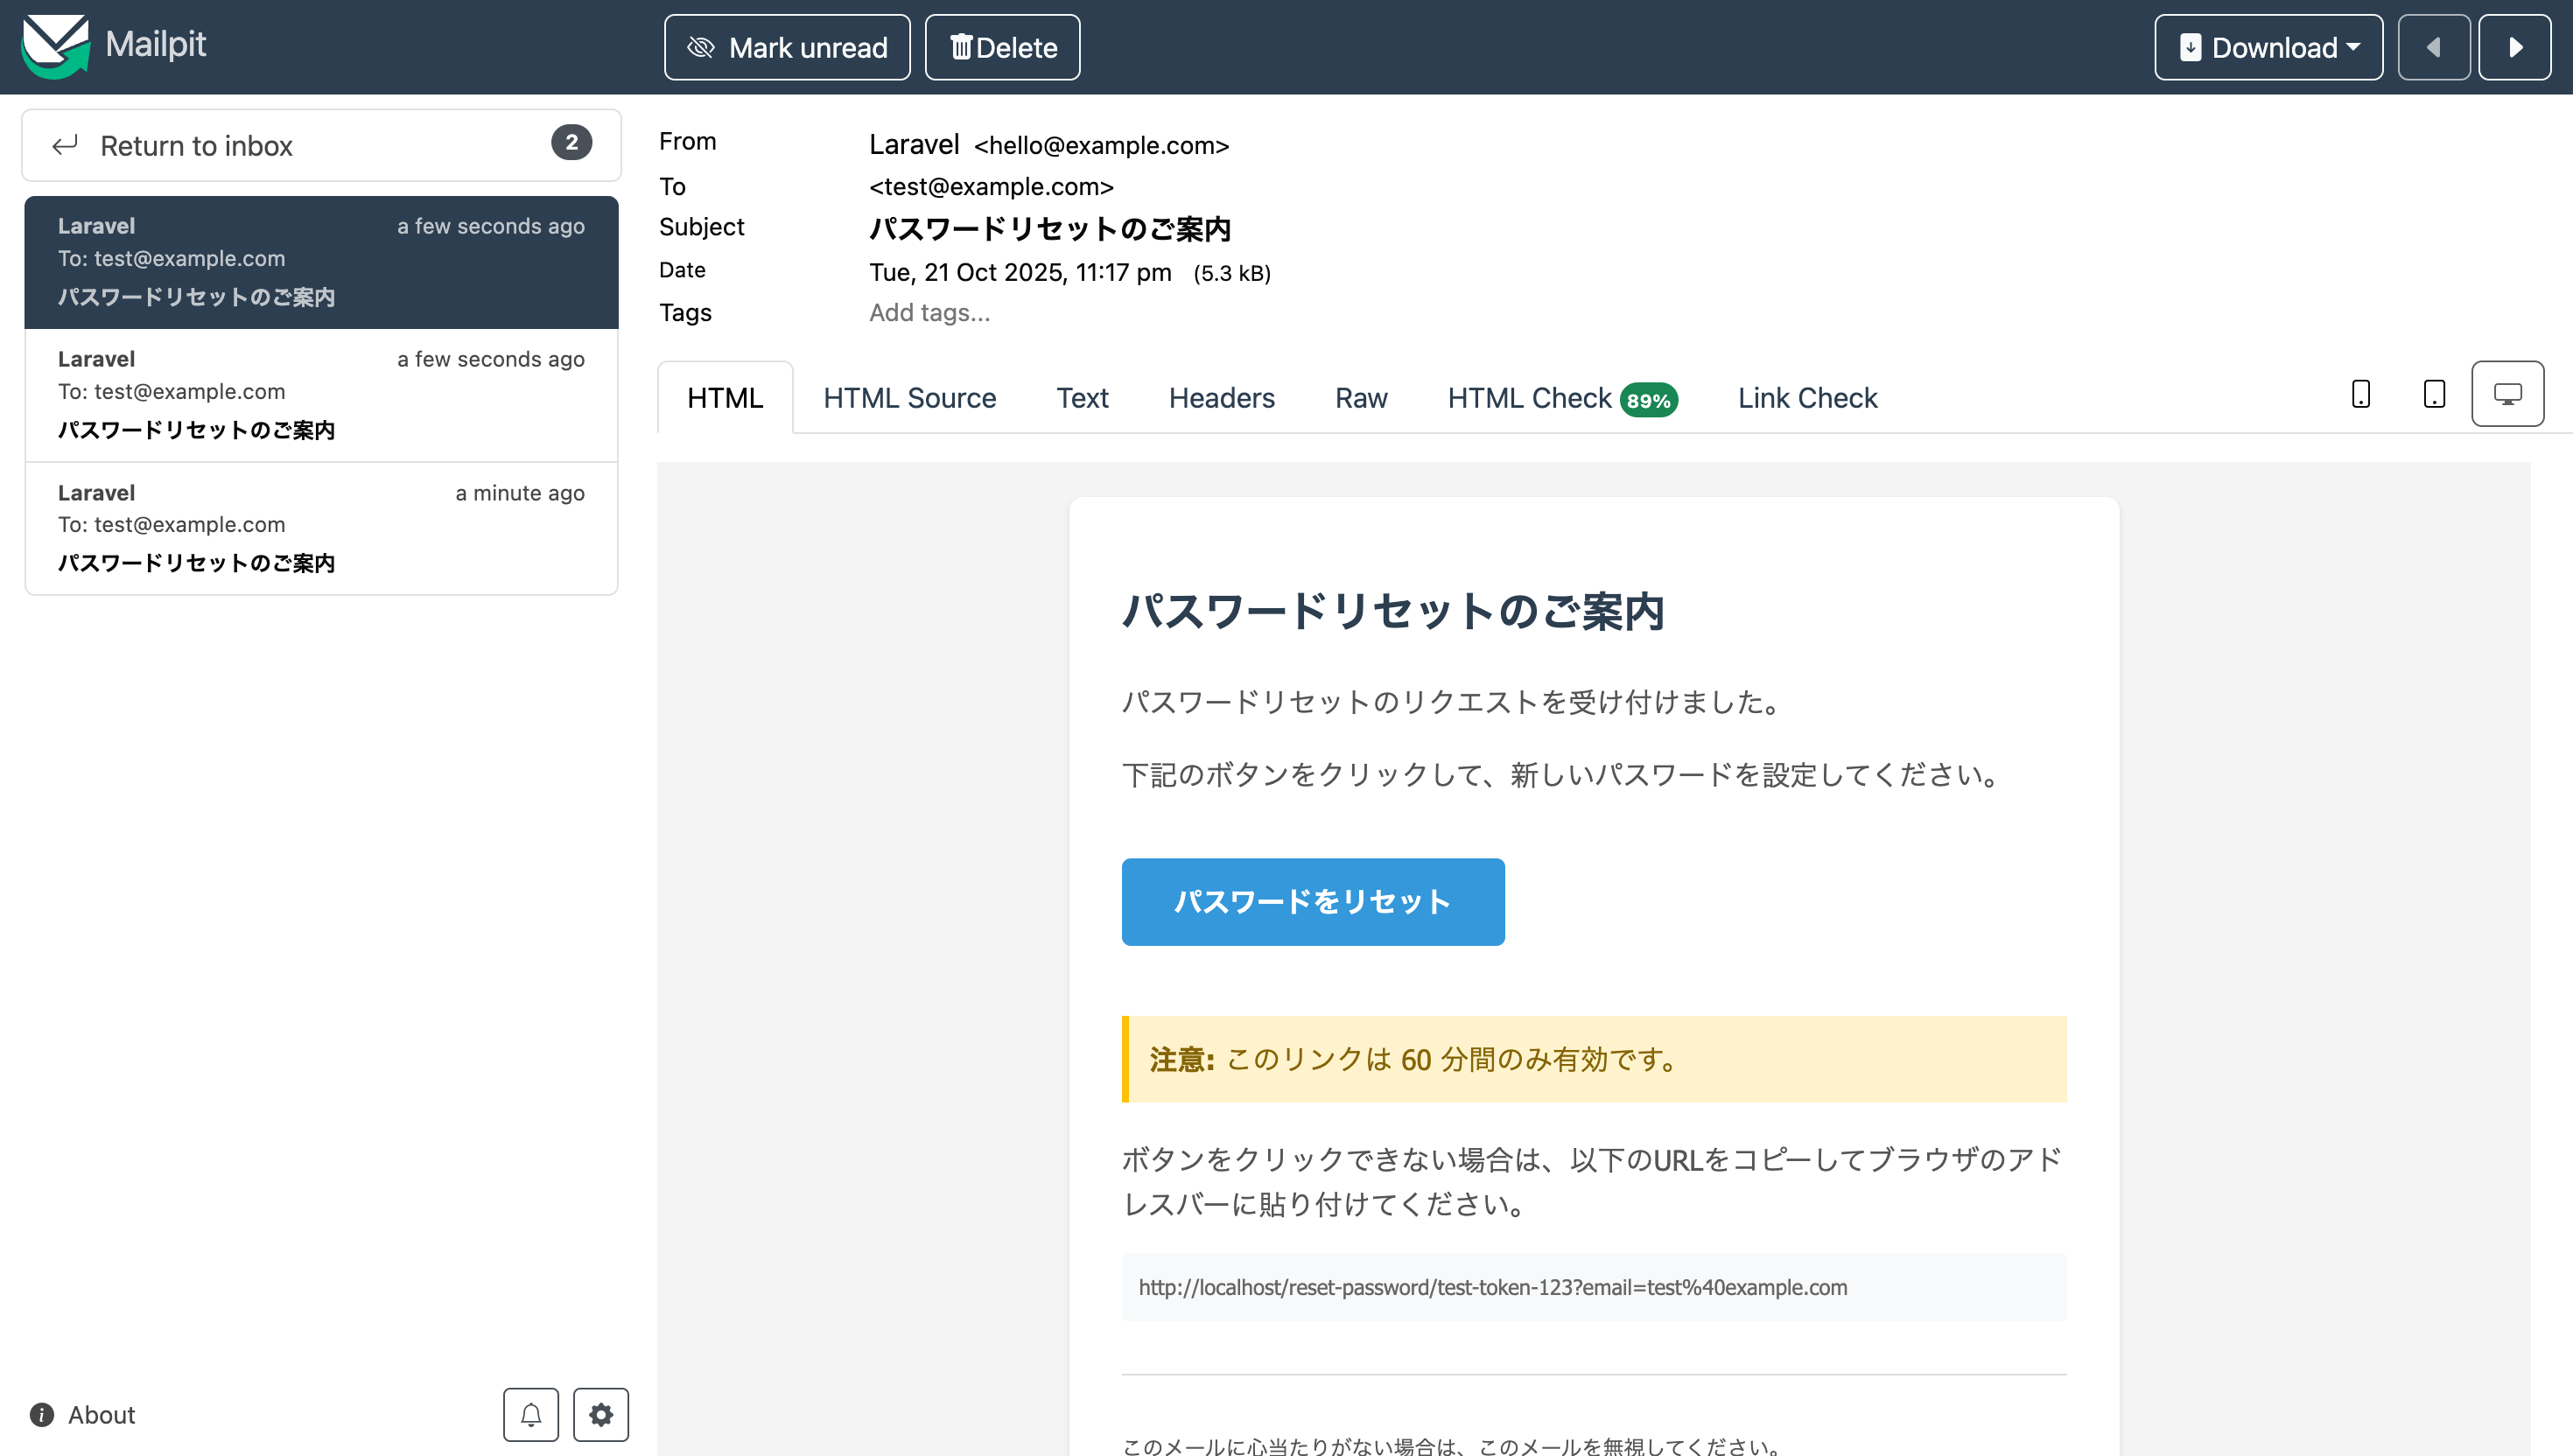 Mailpit
Mark unread
Delete
Download
Return to inbox
2
Laravel
a few seconds ago
To: test@example.com
パスワードリセットのご案内
Laravel
a few seconds ago
To: test@example.com
パスワードリセットのご案内
Laravel
a minute ago
To: test@example.com
パスワードリセットのご案内
About
From
Laravel <hello@example.com>
To
<test@example.com>
Subject
パスワードリセットのご案内
Date
Tue, 21 Oct 2025, 11:17 pm (5.3 kB)
Tags
Add tags...
HTML
HTML Source
Text
Headers
Raw
HTML Check 89%
Link Check
パスワードリセットのご案内
パスワードリセットのリクエストを受け付けました。
下記のボタンをクリックして、新しいパスワードを設定してください。
パスワードをリセット
注意: このリンクは 60 分間のみ有効です。
ボタンをクリックできない場合は、以下のURLをコピーしてブラウザのアド
レスバーに貼り付けてください。
http://localhost/reset-password/test-token-123?email=test%40example.com
このメールに心当たりがない場合は、このメールを無視してください。